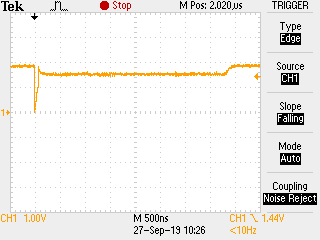 Tek Stop M Pos: 2.020us TRIGGER
Type
Edge
Source
CH1
Slope
Falling
Mode
Auto
Coupling
Noise Reject
1
CH1 1.00V M 500ns CH1 1.44V
27-Sep-19 10:26 <10Hz